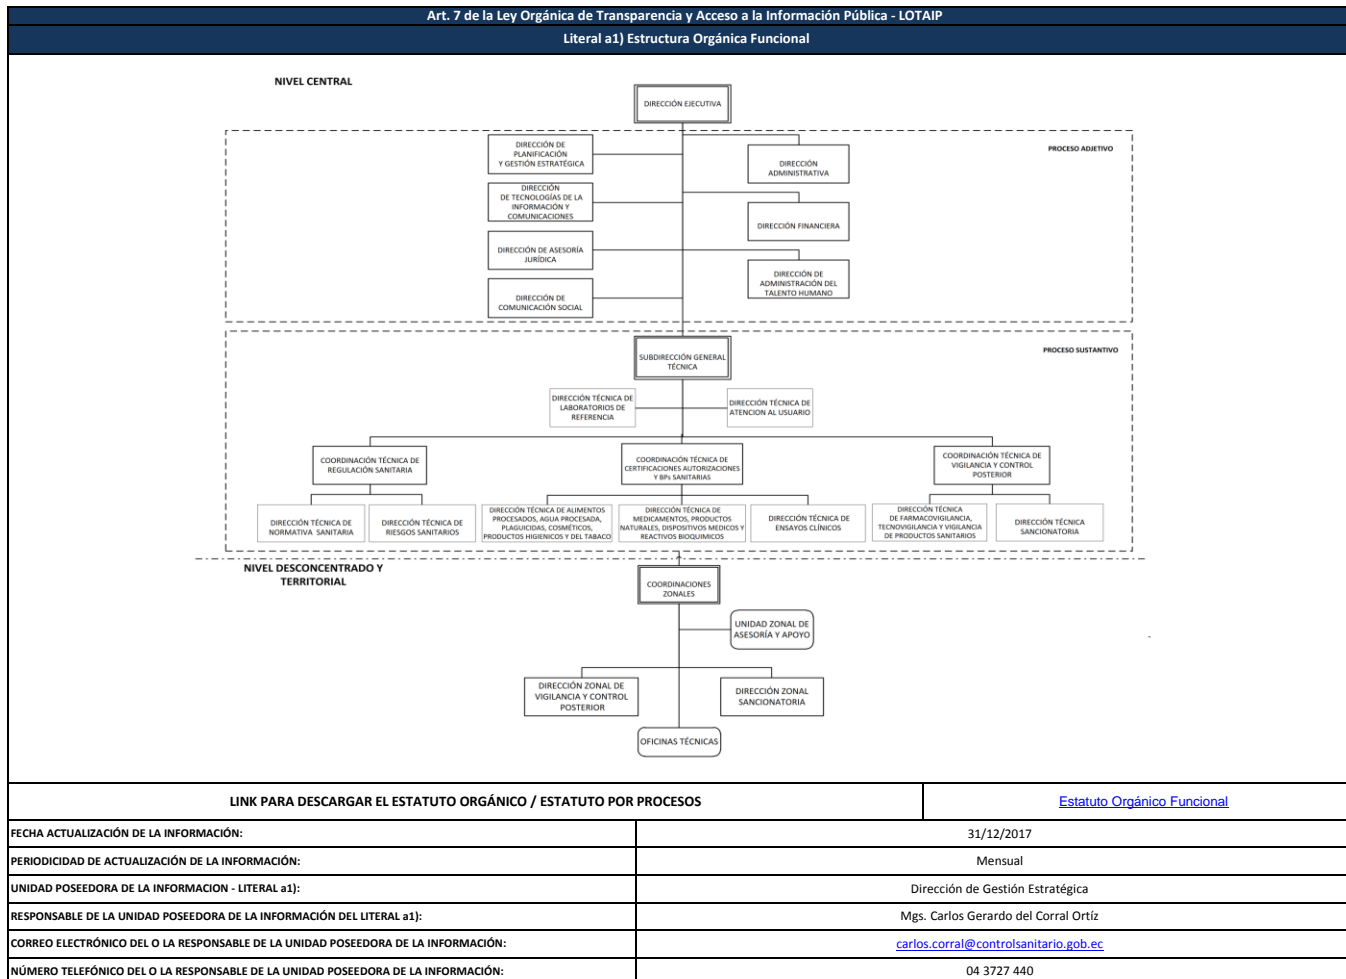 Art. 7 de la Ley Orgánica de Transparencia y Acceso a la Información Pública - LOTAIP
Literal a1) Estructura Orgánica Funcional
NIVEL CENTRAL
DIRECCIÓN EJECUTIVA
PROCESO ADJETIVO
DIRECCIÓN DE
PLANIFICACIÓN
Y GESTIÓN ESTRATÉGICA
DIRECCIÓN
ADMINISTRATIVA
DIRECCIÓN
DE TECNOLOGÍAS DE LA
INFORMACIÓN Y
COMUNICACIONES
DIRECCIÓN FINANCIERA
DIRECCIÓN DE ASESORÍA
JURÍDICA
DIRECCIÓN DE
ADMINISTRACIÓN DEL
TALENTO HUMANO
DIRECCIÓN DE
COMUNICACIÓN SOCIAL
PROCESO SUSTANTIVO
SUBDIRECCIÓN GENERAL
TÉCNICA
DIRECCIÓN TÉCNICA DE
LABORATORIOS DE
REFERENCIA
DIRECCIÓN TÉCNICA DE
ATENCION AL USUARIO
COORDINACIÓN TÉCNICA DE
REGULACIÓN SANITARIA
COORDINACIÓN TÉCNICA DE
CERTIFICACIONES AUTORIZACIONES
Y BPs SANITARIAS
COORDINACIÓN TÉCNICA DE
VIGILANCIA Y CONTROL
POSTERIOR
DIRECCIÓN TÉCNICA DE
NORMATIVA SANITARIA
DIRECCIÓN TÉCNICA DE
RIESGOS SANITARIOS
DIRECCIÓN TÉCNICA DE ALIMENTOS
PROCESADOS, AGUA PROCESADA,
PLAGUICIDAS, COSMÉTICOS,
PRODUCTOS HIGIENICOS Y DEL TABACO
DIRECCIÓN TÉCNICA DE
MEDICAMENTOS, PRODUCTOS
NATURALES, DISPOSITIVOS MEDICOS Y
REACTIVOS BIOQUIMICOS
DIRECCIÓN TÉCNICA DE
ENSAYOS CLÍNICOS
DIRECCIÓN TÉCNICA
DE FARMACOVIGILANCIA,
TECNOVIGILANCIA Y VIGILANCIA
DE PRODUCTOS SANITARIOS
DIRECCIÓN TÉCNICA
SANCIONATORIA
NIVEL DESCONCENTRADO Y
TERRITORIAL
COORDINACIONES
ZONALES
UNIDAD ZONAL DE
ASESORÍA Y APOYO
DIRECCIÓN ZONAL DE
VIGILANCIA Y CONTROL
POSTERIOR
DIRECCIÓN ZONAL
SANCIONATORIA
OFICINAS TÉCNICAS
LINK PARA DESCARGAR EL ESTATUTO ORGÁNICO / ESTATUTO POR PROCESOS
Estatuto Orgánico Funcional
FECHA ACTUALIZACIÓN DE LA INFORMACIÓN:
31/12/2017
PERIODICIDAD DE ACTUALIZACIÓN DE LA INFORMACIÓN:
Mensual
UNIDAD POSEEDORA DE LA INFORMACION - LITERAL a1):
Dirección de Gestión Estratégica
RESPONSABLE DE LA UNIDAD POSEEDORA DE LA INFORMACIÓN DEL LITERAL a1):
Mgs. Carlos Gerardo del Corral Ortíz
CORREO ELECTRÓNICO DEL O LA RESPONSABLE DE LA UNIDAD POSEEDORA DE LA INFORMACIÓN:
carlos.corral@controlsanitario.gob.ec
NÚMERO TELEFÓNICO DEL O LA RESPONSABLE DE LA UNIDAD POSEEDORA DE LA INFORMACIÓN:
04 3727 440